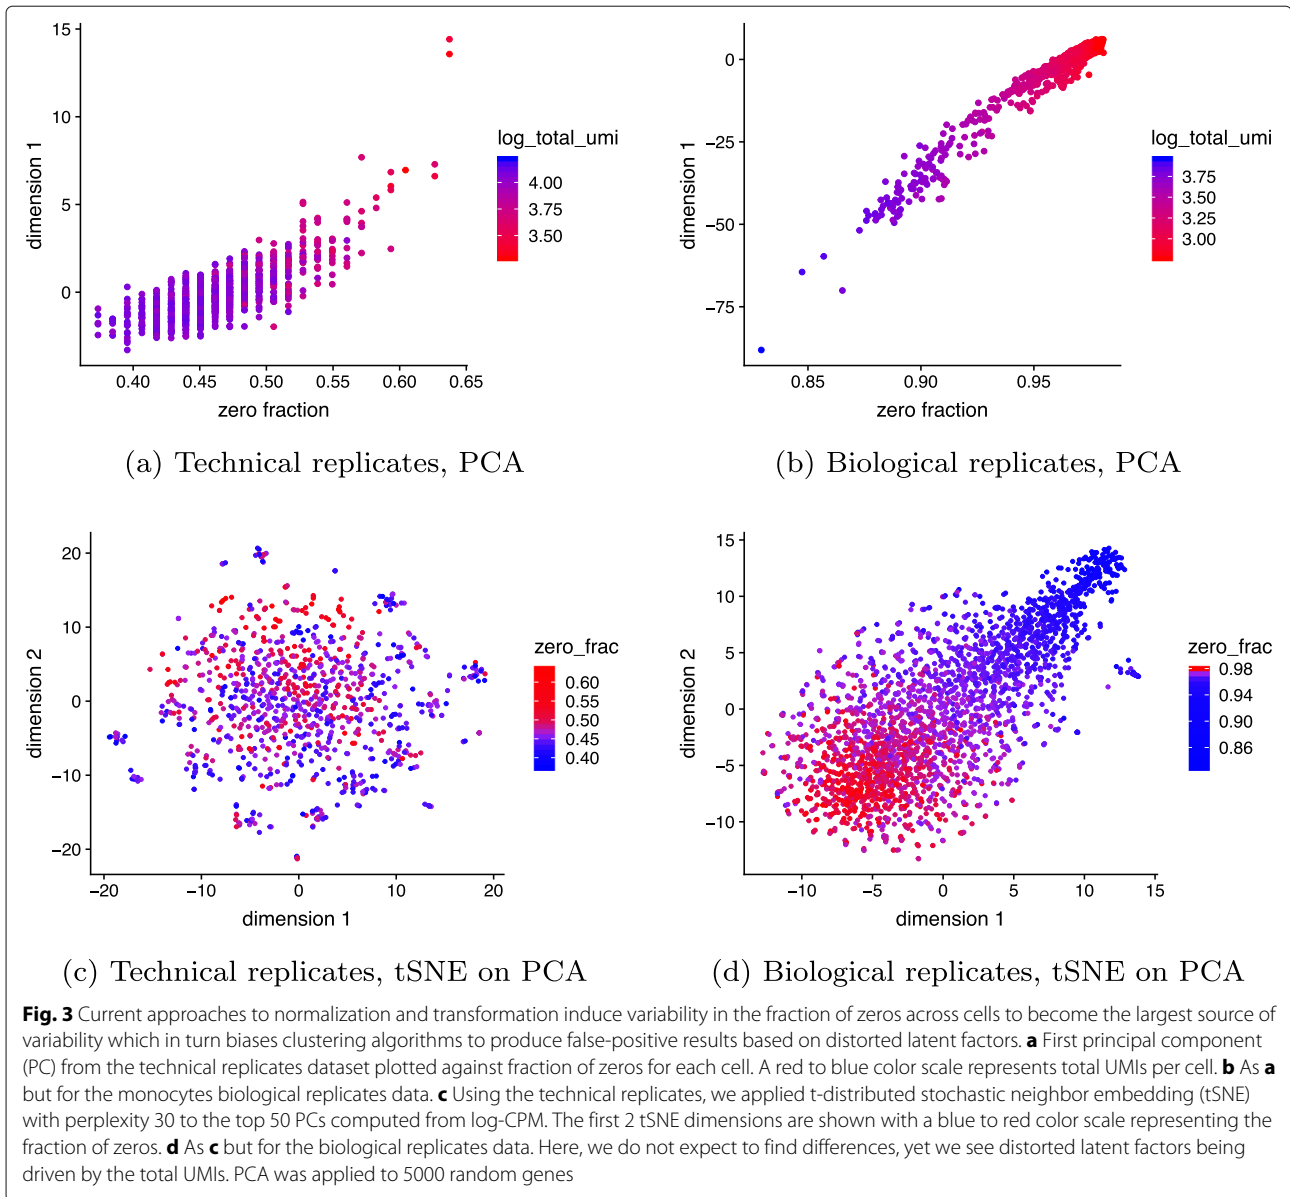 15
10
5
0
dimension 1
0.40
0.45
0.50
0.55
0.60
0.65
zero fraction
log_total_umi
4.00
3.75
3.50
(a) Technical replicates, PCA
0
−25
−50
−75
dimension 1
0.85
0.90
0.95
zero fraction
log_total_umi
3.75
3.50
3.25
3.00
(b) Biological replicates, PCA
20
10
0
−10
−20
dimension 2
−20
−10
0
10
20
dimension 1
zero_frac
0.60
0.55
0.50
0.45
0.40
(c) Technical replicates, tSNE on PCA
15
10
5
0
−5
−10
dimension 2
−10
−5
0
5
10
15
dimension 1
zero_frac
0.98
0.94
0.90
0.86
(d) Biological replicates, tSNE on PCA
Fig. 3 Current approaches to normalization and transformation induce variability in the fraction of zeros across cells to become the largest source of
variability which in turn biases clustering algorithms to produce false-positive results based on distorted latent factors. a First principal component
(PC) from the technical replicates dataset plotted against fraction of zeros for each cell. A red to blue color scale represents total UMIs per cell. b As a
but for the monocytes biological replicates data. c Using the technical replicates, we applied t-distributed stochastic neighbor embedding (tSNE)
with perplexity 30 to the top 50 PCs computed from log-CPM. The first 2 tSNE dimensions are shown with a blue to red color scale representing the
fraction of zeros. d As c but for the biological replicates data. Here, we do not expect to find differences, yet we see distorted latent factors being
driven by the total UMIs. PCA was applied to 5000 random genes